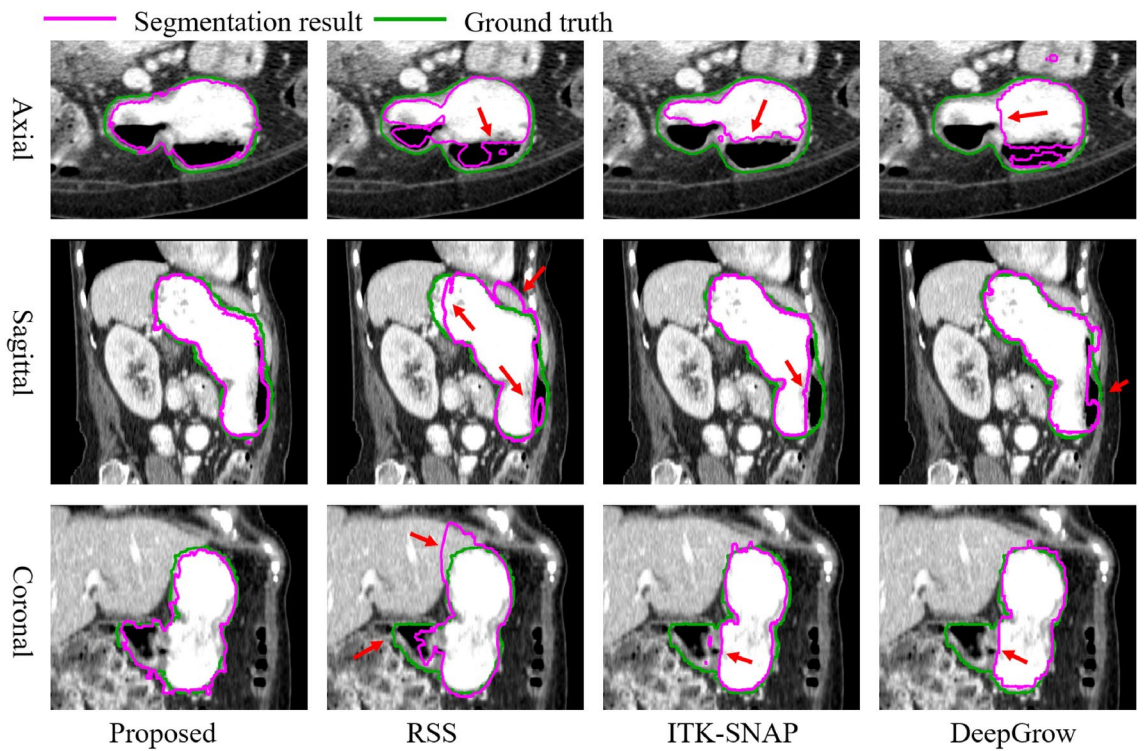 Segmentation result Ground truth
Axial
Sagittal
Coronal
Proposed RSS ITK-SNAP DeepGrow